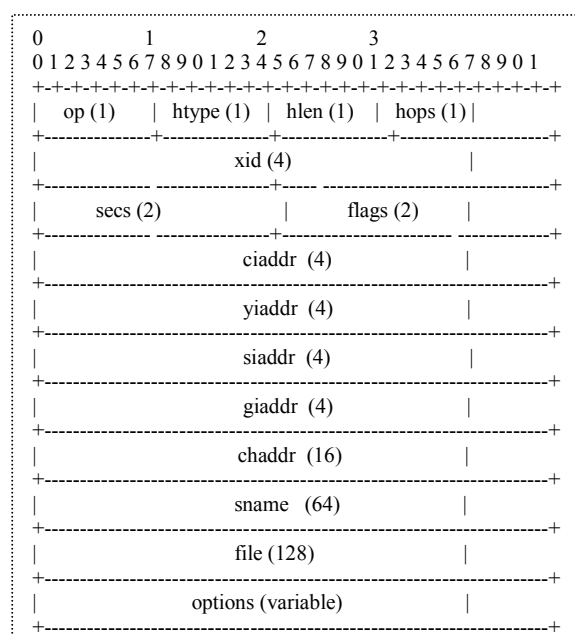 0 1 2 3
0 1 2 3 4 5 6 7 8 9 0 1 2 3 4 5 6 7 8 9 0 1 2 3 4 5 6 7 8 9 0 1
+-+-+-+-+-+-+-+-+-+-+-+-+-+-+-+-+-+-+-+-+-+-+-+-+-+-+-+-+-+-+-+-+
| op (1) | htype (1) | hlen (1) | hops (1) |
+---------------+---------------+---------------+---------------+
| xid (4) |
+--------------- ---------------+----- -------------------------+
| secs (2) | flags (2) |
+--------------- ---------------+------------------------ -------------+
| ciaddr (4) |
+---------------------------------------------------------------+
| yiaddr (4) |
+---------------------------------------------------------------+
| siaddr (4) |
+---------------------------------------------------------------+
| giaddr (4) |
+---------------------------------------------------------------+
| chaddr (16) |
+---------------------------------------------------------------+
| sname (64) |
+---------------------------------------------------------------+
| file (128) |
+---------------------------------------------------------------+
| options (variable) |
+---------------------------------------------------------------+